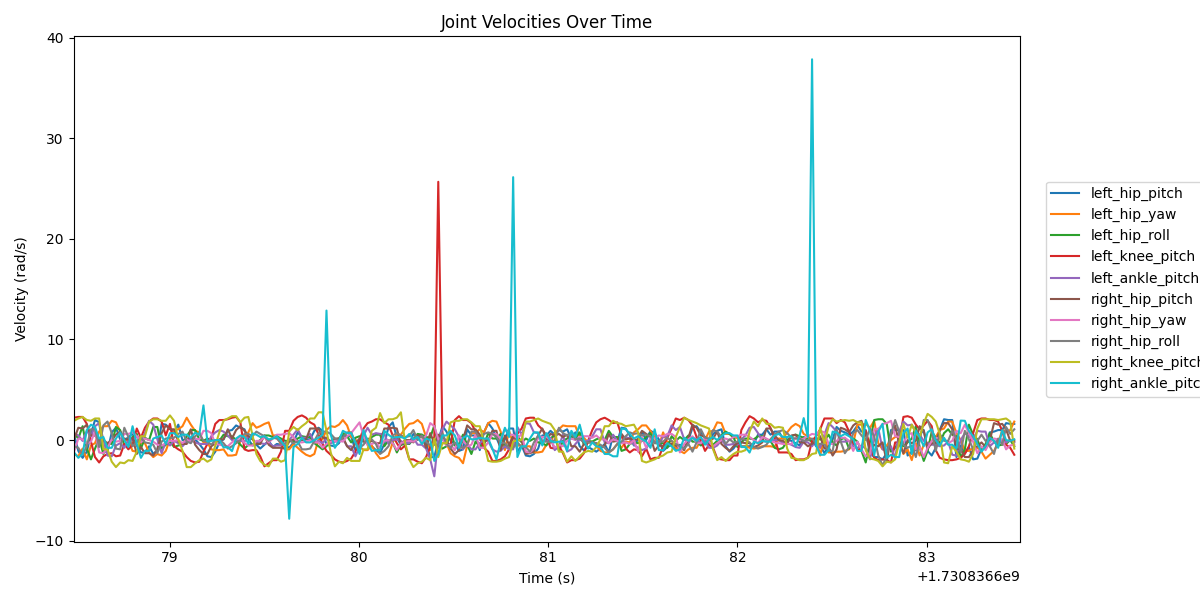 Joint Velocities Over Time
40
30
20
10
0
−10
Velocity (rad/s)
79
80
81
82
83
Time (s)
+1.7308366e9
left_hip_pitch
left_hip_yaw
left_hip_roll
left_knee_pitch
left_ankle_pitch
right_hip_pitch
right_hip_yaw
right_hip_roll
right_knee_pitch
right_ankle_pitc